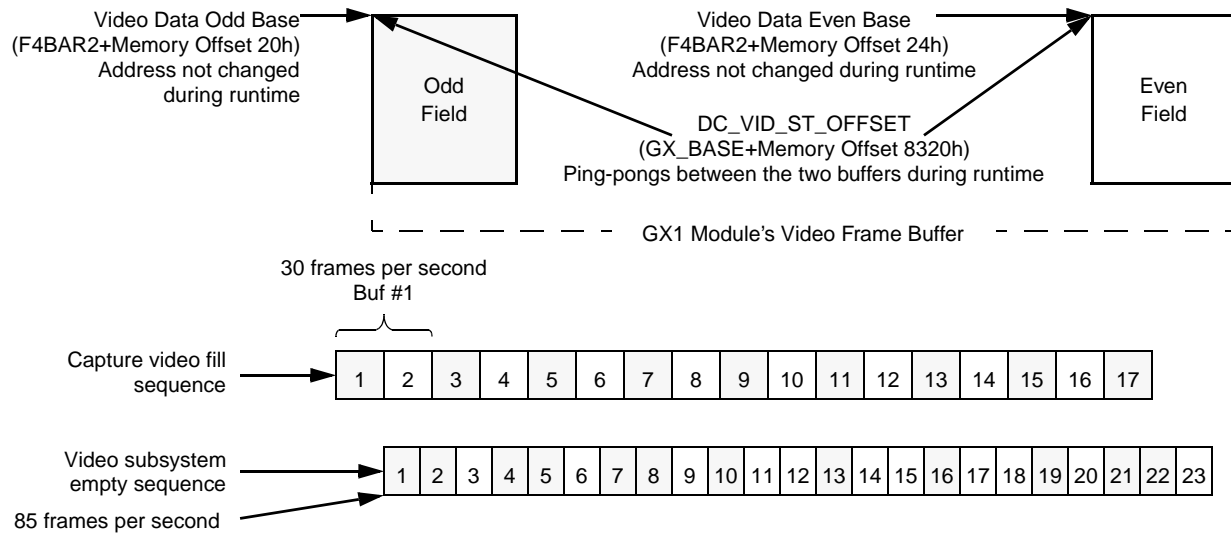 Video Data Odd Base
(F4BAR2+Memory Offset 20h)
Address not changed
during runtime
Odd
Field
Video Data Even Base
(F4BAR2+Memory Offset 24h)
Address not changed during runtime
Even
Field
DC_VID_ST_OFFSET
(GX_BASE+Memory Offset 8320h)
Ping-pongs between the two buffers during runtime
GX1 Module's Video Frame Buffer
30 frames per second
Buf #1
Capture video fill
sequence
1 2 3 4 5 6 7 8 9 10 11 12 13 14 15 16 17
Video subsystem
empty sequence
1 2 3 4 5 6 7 8 9 10 11 12 13 14 15 16 17 18 19 20 21 22 23
85 frames per second